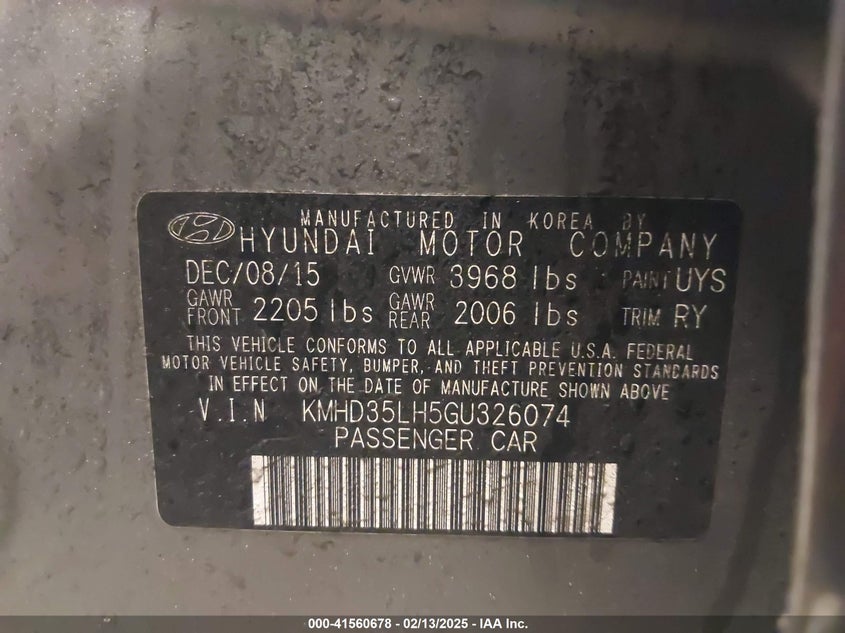 MANUFACTURED IN KOREA BY
HYUNDAI MOTOR COMPANY
DEC/08/15 GVWR 3968 lbs PAINT UYS
GAWR FRONT 2205 lbs GAWR REAR 2006 lbs TRIM RY
THIS VEHICLE CONFORMS TO ALL APPLICABLE U.S.A. FEDERAL
MOTOR VEHICLE SAFETY, BUMPER, AND THEFT PREVENTION STANDARDS
IN EFFECT ON THE DATE OF MANUFACTURE SHOWN ABOVE
V.I.N KMHD35LH5GU326074
PASSENGER CAR
000-41560678 - 02/13/2025 - IAA Inc.